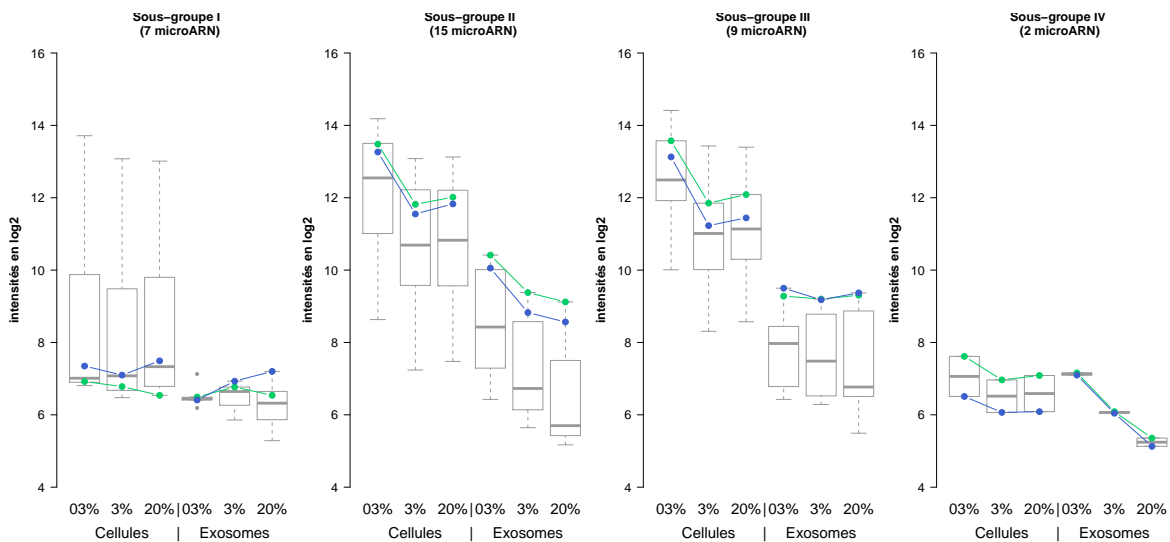 Sous−groupe I
(7 microARN)
intensités en log2
16
14
12
10
8
6
4
03% 3% 20% 03% 3% 20%
Cellules | Exosomes
Sous−groupe II
(15 microARN)
intensités en log2
16
14
12
10
8
6
4
03% 3% 20% 03% 3% 20%
Cellules | Exosomes
Sous−groupe III
(9 microARN)
intensités en log2
16
14
12
10
8
6
4
03% 3% 20% 03% 3% 20%
Cellules | Exosomes
Sous−groupe IV
(2 microARN)
intensités en log2
16
14
12
10
8
6
4
03% 3% 20% 03% 3% 20%
Cellules | Exosomes